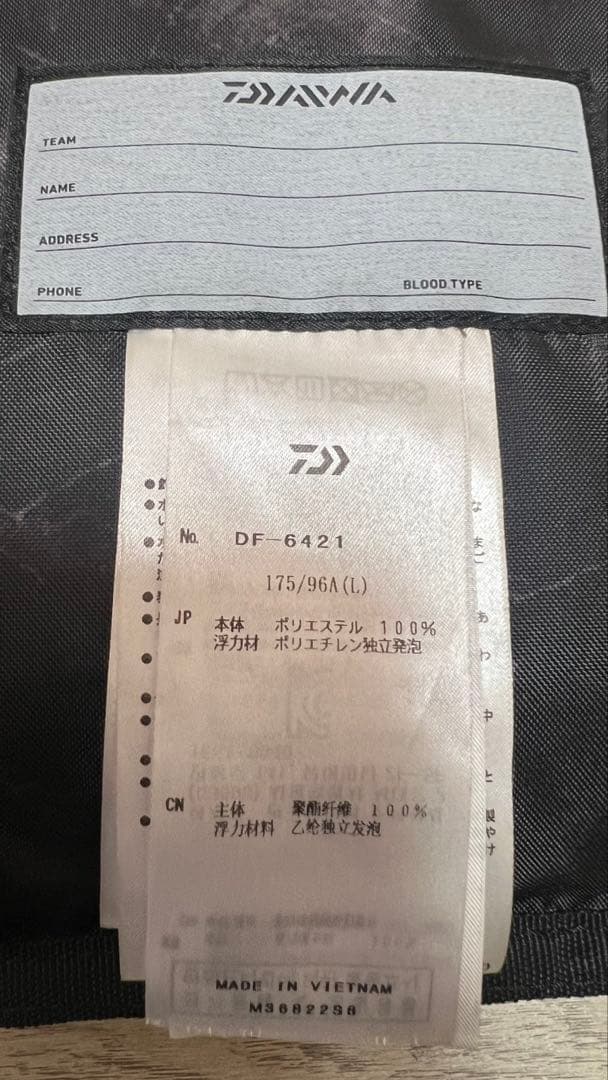 DAIWA
TEAM
NAME
ADDRESS
PHONE BLOOD TYPE
No. DF-6421
175/96A(L)
JP 本体 ポリエステル 100%
浮力材 ポリエチレン独立発泡
CN 主体 聚酯纤维 100%
浮力材料 乙纶独立发泡
MADE IN VIETNAM
M36822S6